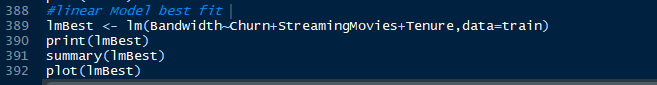 388 #linear Model best fit
389 lmBest <- lm(Bandwidth~Churn+StreamingMovies+Tenure,data=train)
390 print(lmBest)
391 summary(lmBest)
392 plot(lmBest)